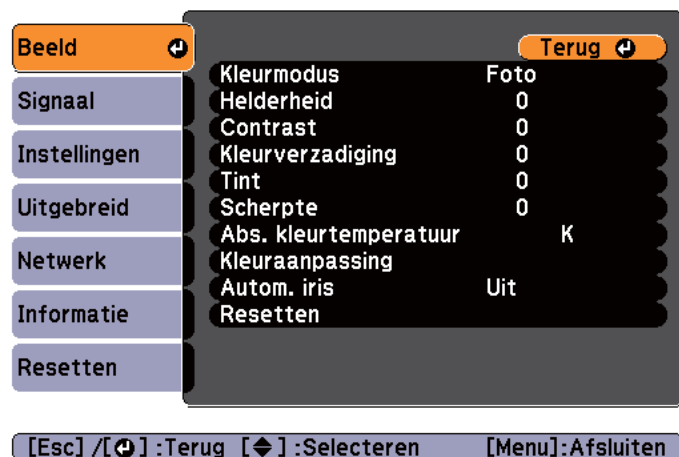 Beeld
Signaal
Instellingen
Uitgebreid
Netwerk
Informatie
Resetten
Terug
Kleurmodus Foto
Helderheid 0
Contrast 0
Kleurverzadiging 0
Tint 0
Scherpte 0
Abs. kleurtemperatuur K
Kleuraanpassing
Autom. iris Uit
Resetten
[Esc] /[⏎] :Terug [◆] :Selecteren [Menu]:Afsluiten